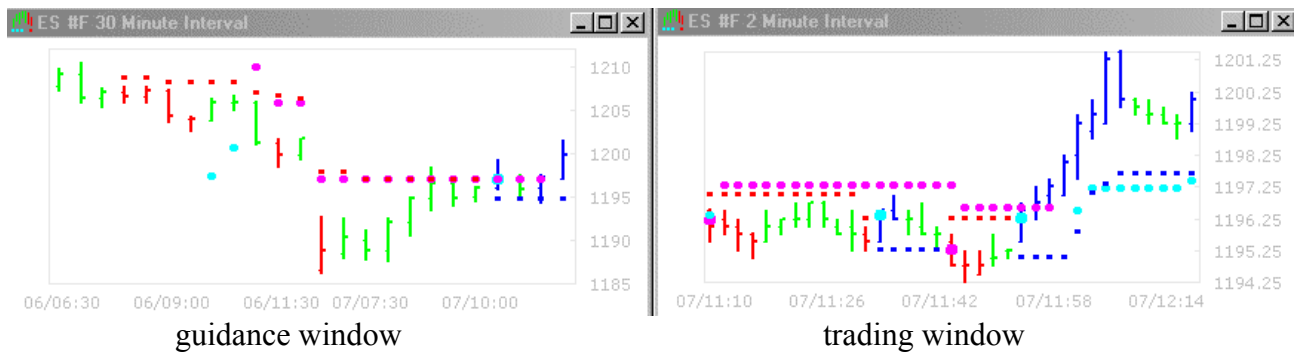 ES #F 30 Minute Interval
1210
1205
1200
1195
1190
1185
06/06:30 06/09:00 06/11:30 07/07:30 07/10:00
guidance window
ES #F 2 Minute Interval
1201.25
1200.25
1199.25
1198.25
1197.25
1196.25
1195.25
1194.25
07/11:10 07/11:26 07/11:42 07/11:58 07/12:14
trading window